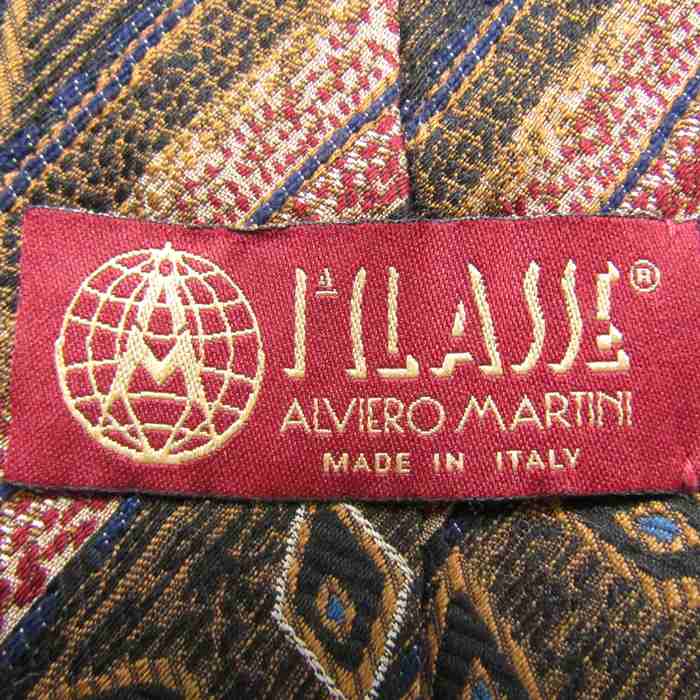 1ª CLASSE®
ALVIERO MARTINI
MADE IN ITALY